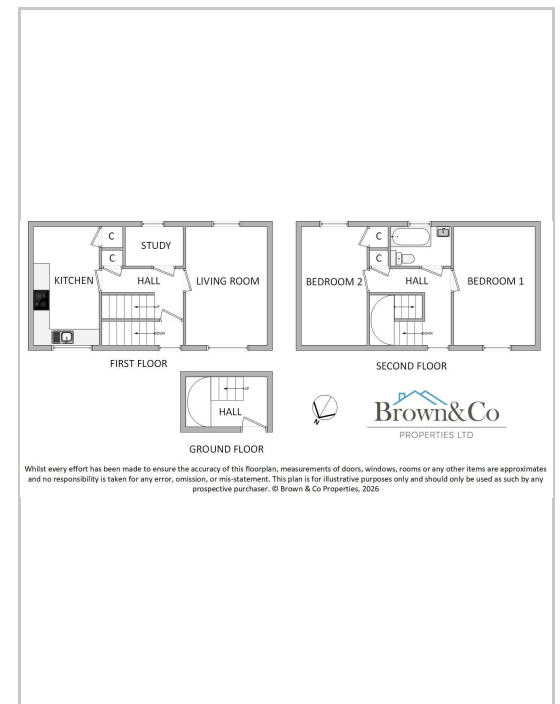 C
STUDY
C
KITCHEN
HALL
LIVING ROOM
UP
DOWN
FIRST FLOOR
C
C
BEDROOM 2
HALL
BEDROOM 1
DOWN
SECOND FLOOR
UP
HALL
GROUND FLOOR
N
Brown&Co
PROPERTIES LTD
Whilst every effort has been made to ensure the accuracy of this floorplan, measurements of doors, windows, rooms or any other items are approximates
and no responsibility is taken for any error, omission, or mis-statement. This plan is for illustrative purposes only and should only be used as such by any
prospective purchaser. © Brown & Co Properties, 2026